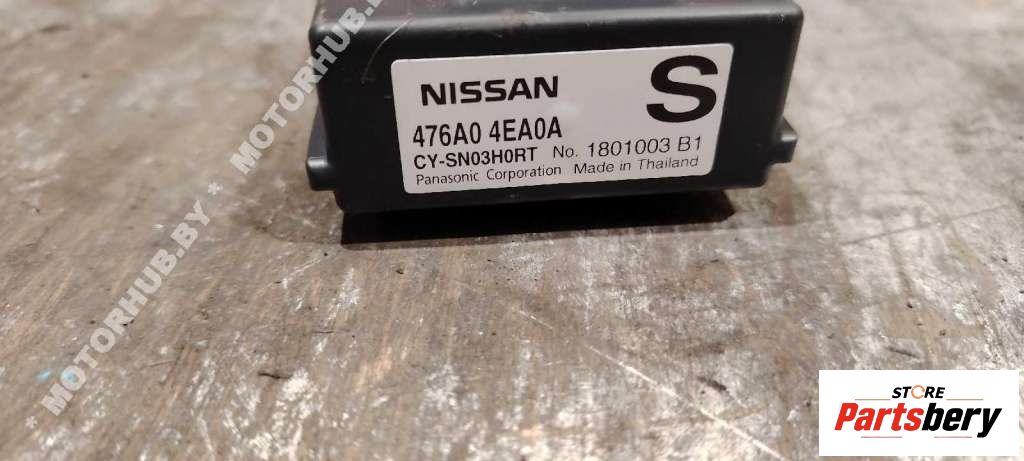 NISSAN
S
476A0 4EA0A
CY-SN03H0RT No. 1801003 B1
Panasonic Corporation Made in Thailand
MOTORHUB.BY * MOTORHUB.BY
STORE
Partsbery